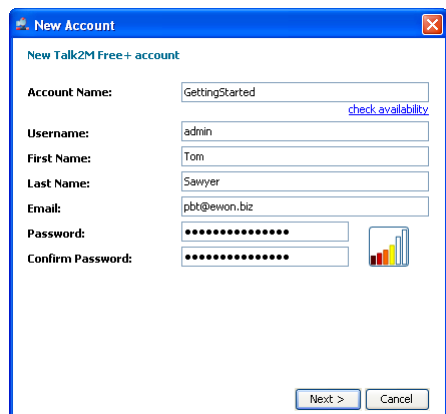 New Account
New Talk2M Free+ account
Account Name: GettingStarted
check availability
Username: admin
First Name: Tom
Last Name: Sawyer
Email: pbt@ewon.biz
Password: •••••••••••••••
Confirm Password: •••••••••••••••
Next > Cancel